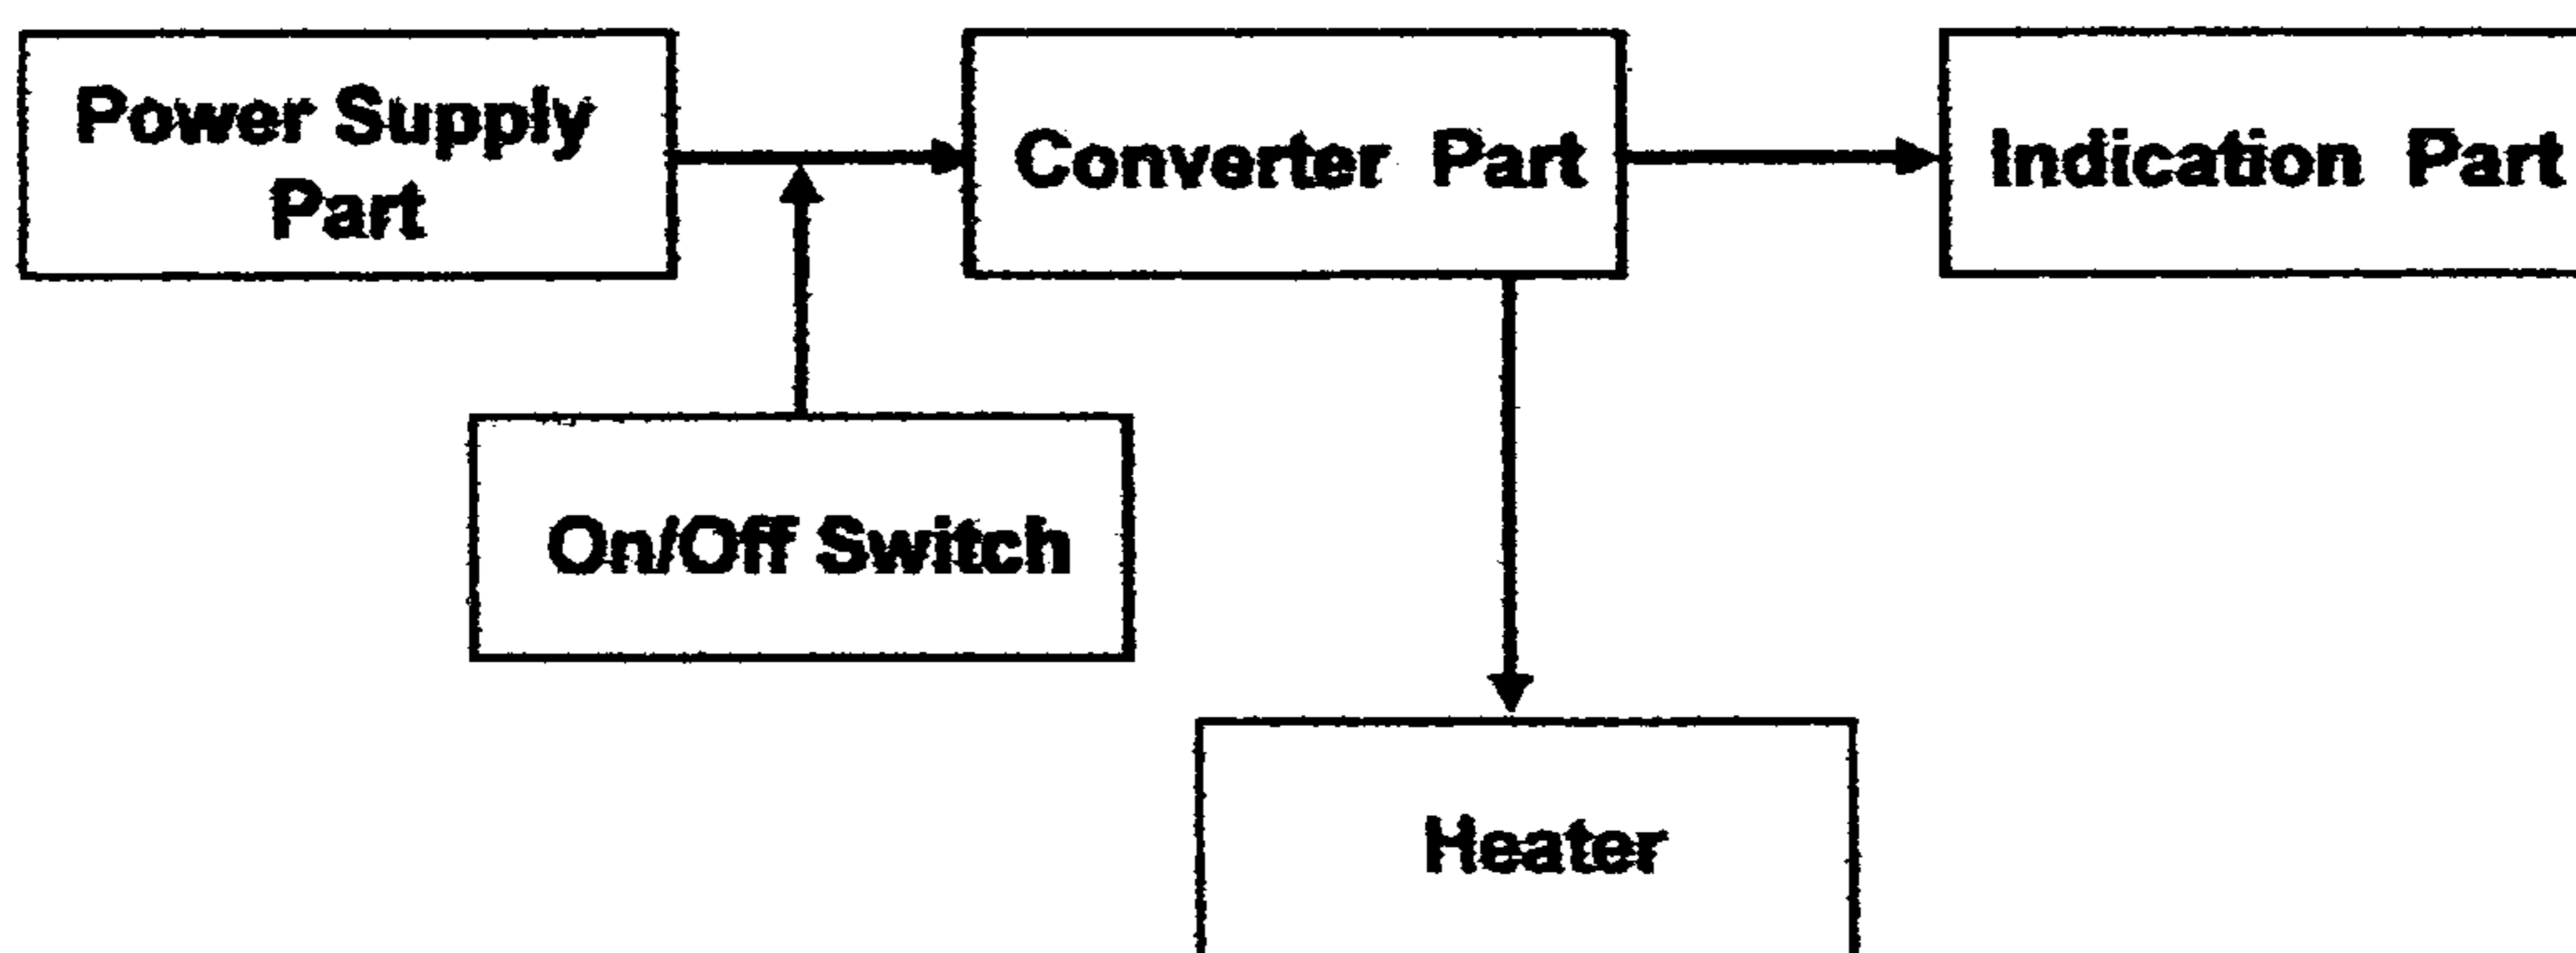 Power Supply
Part
Converter Part
Indication Part
On/Off Switch
Heater